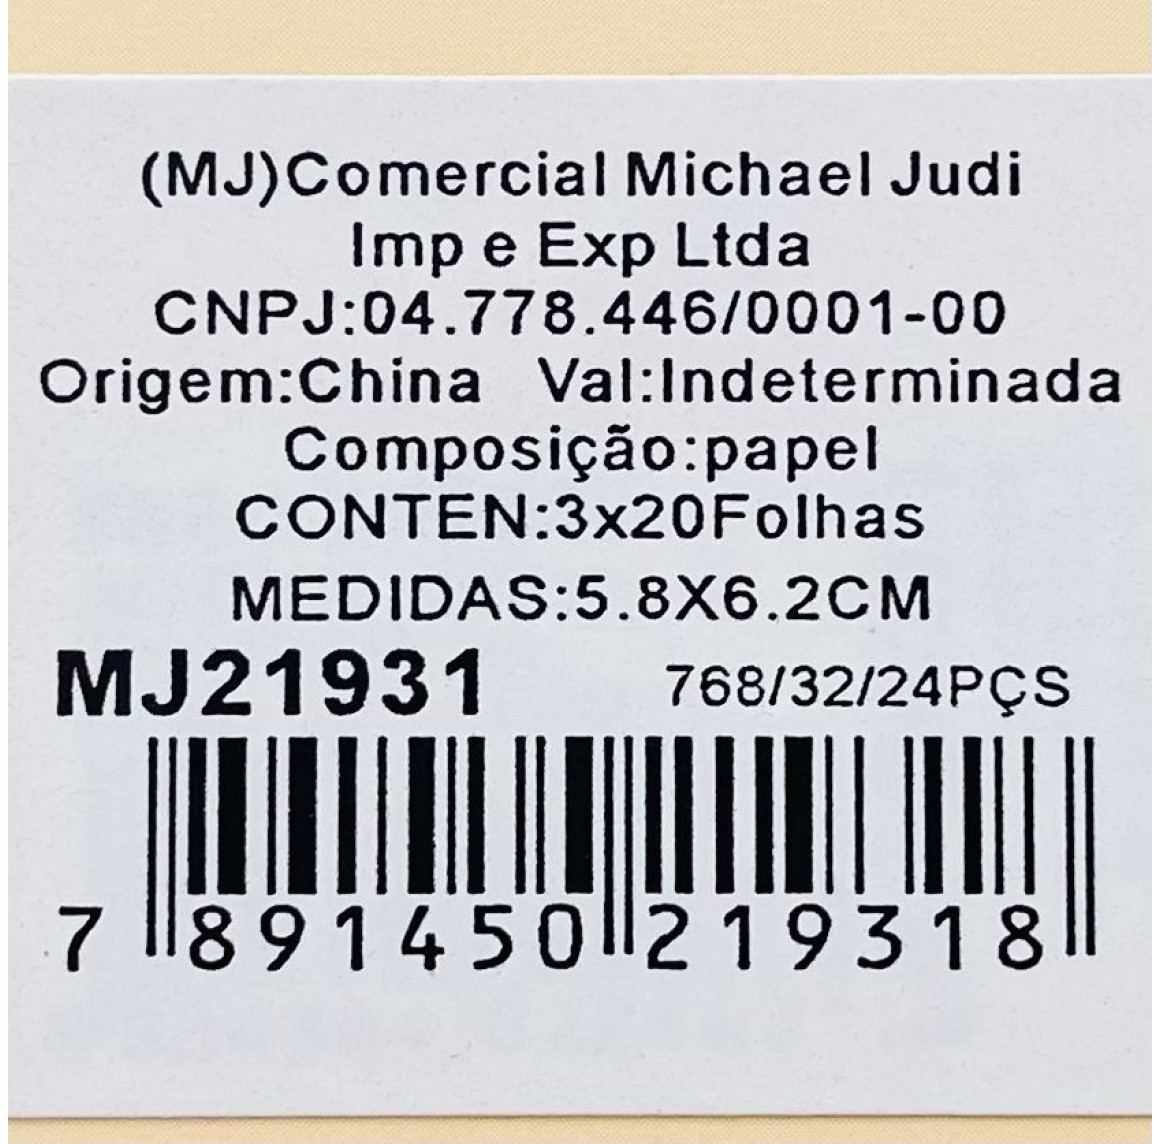 (MJ)Comercial Michael Judi
Imp e Exp Ltda
CNPJ:04.778.446/0001-00
Origem:China Val:Indeterminada
Composição:papel
CONTEN:3x20Folhas
MEDIDAS:5.8X6.2CM
MJ21931 768/32/24PÇS
7 891450 219318